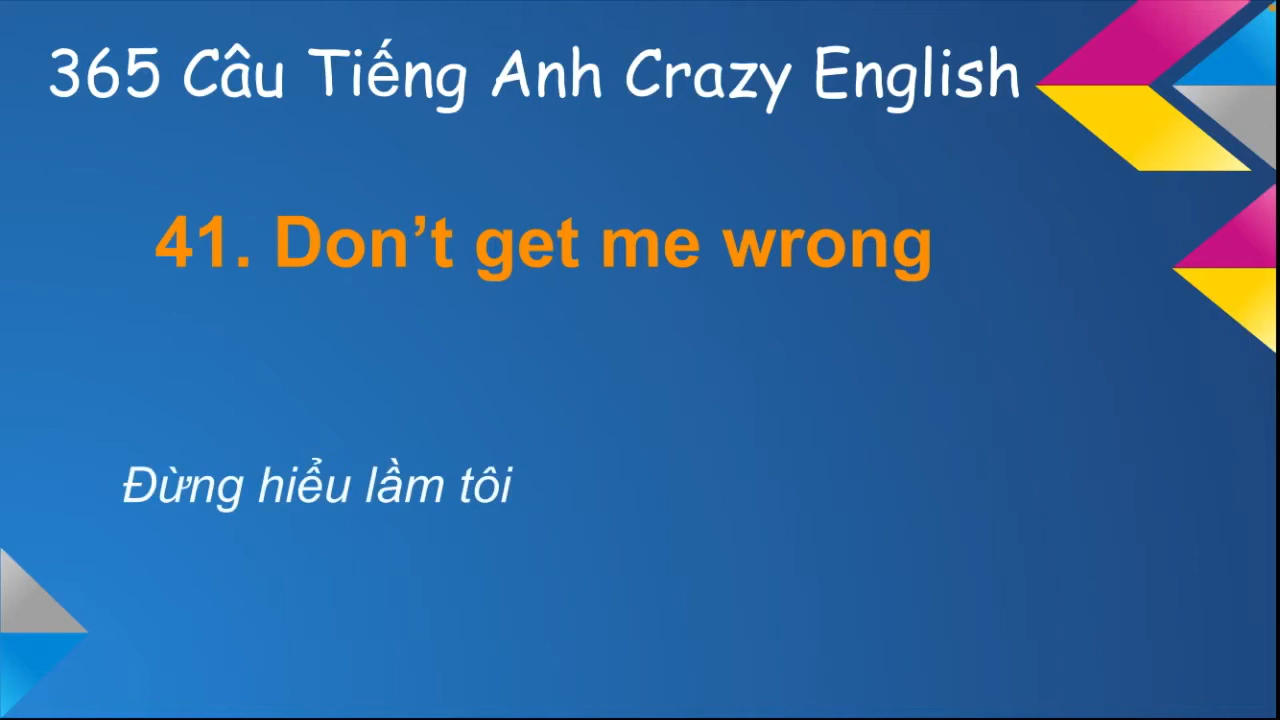 365 Câu Tiếng Anh Crazy English
41. Don’t get me wrong
Đừng hiểu lầm tôi